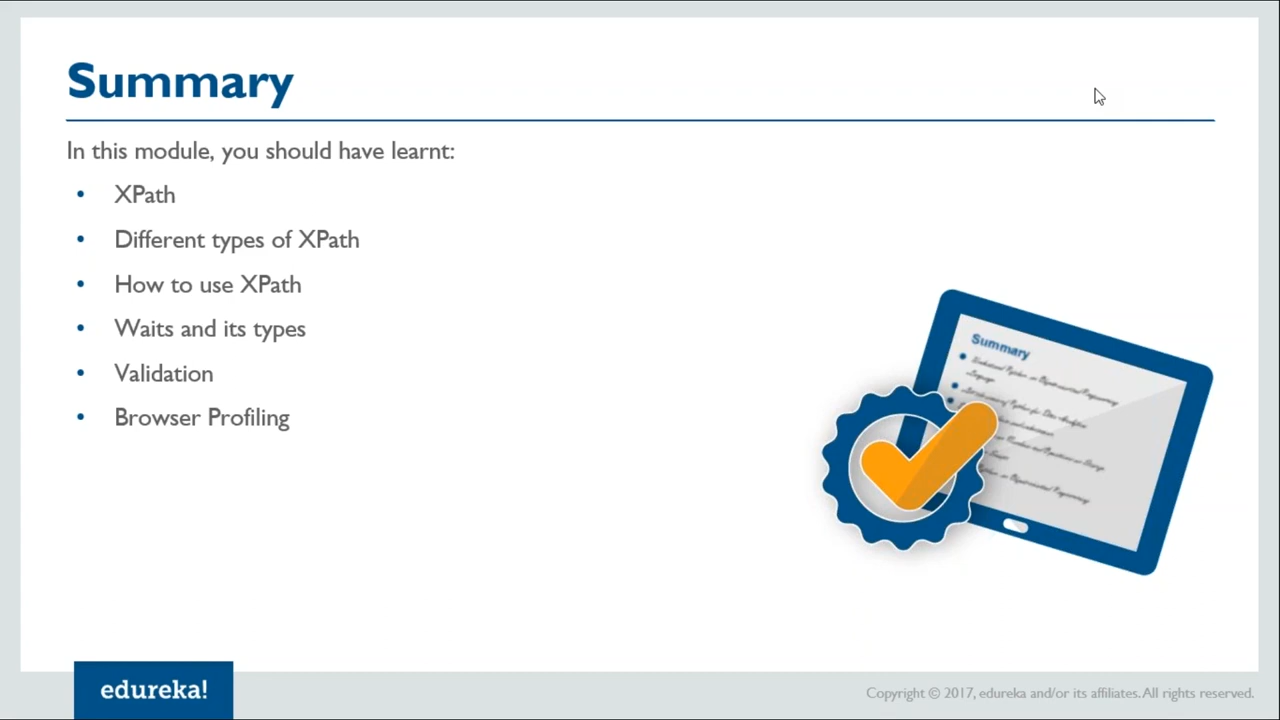 Summary
In this module, you should have learnt:
• XPath
• Different types of XPath
• How to use XPath
• Waits and its types
• Validation
• Browser Profiling
Summary
edureka!
Copyright © 2017, edureka and/or its affiliates. All rights reserved.